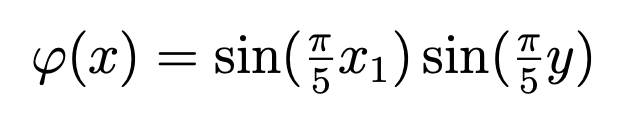 φ(x) = sin(π/5 x₁) sin(π/5 y)